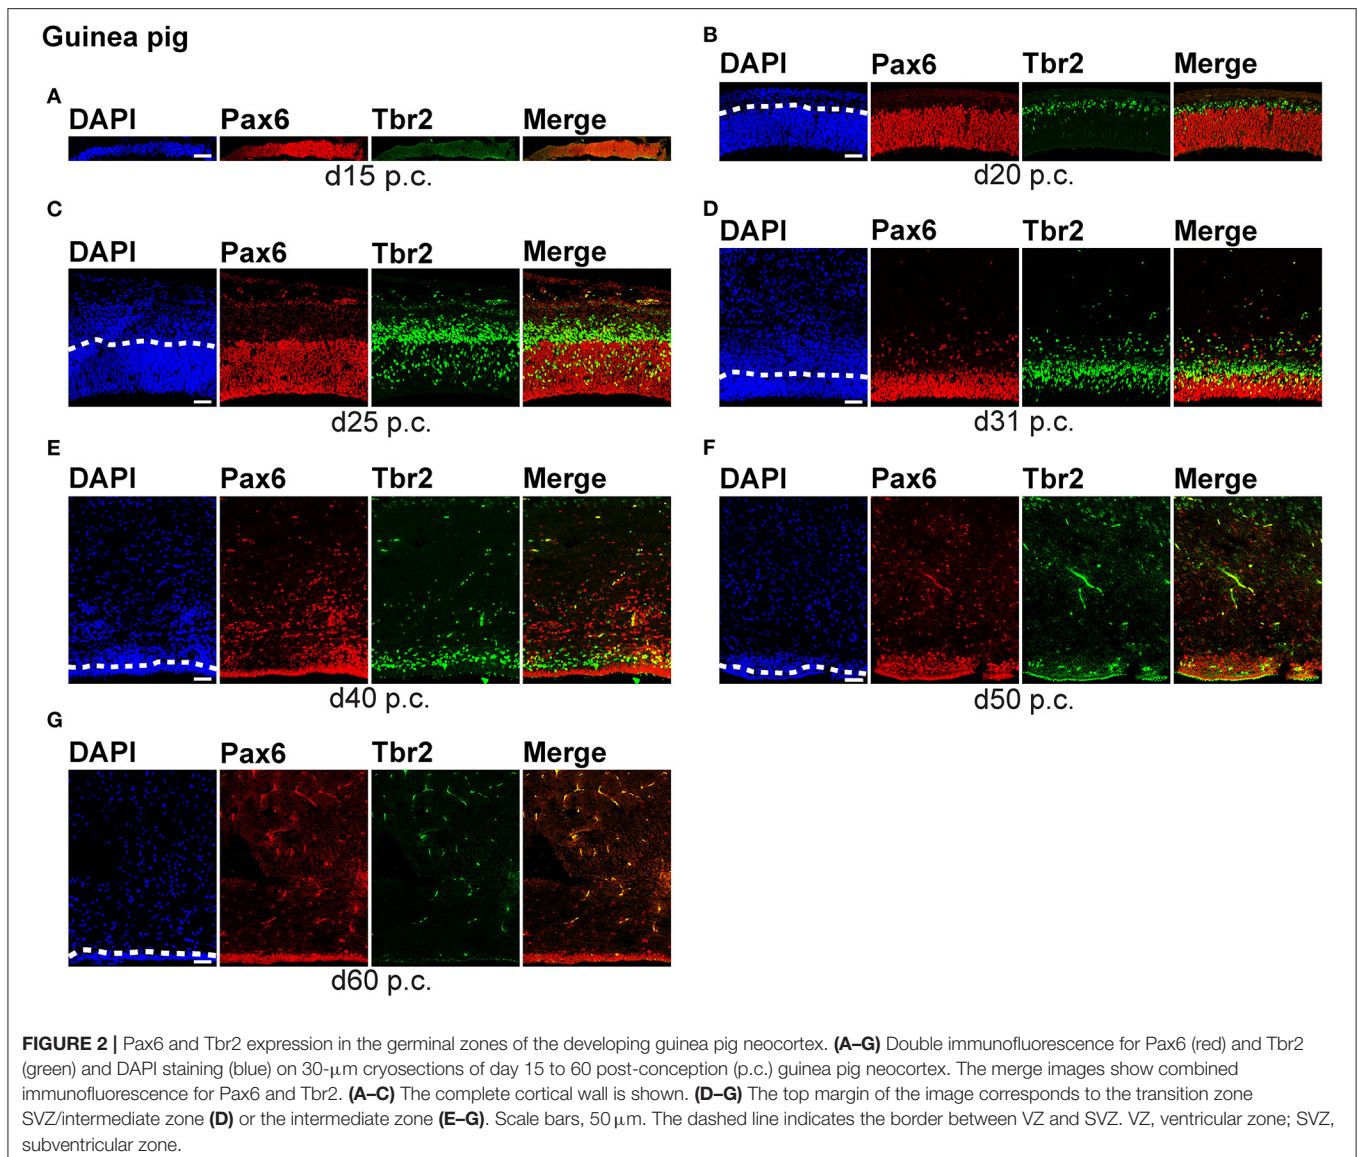 Guinea pig
A
DAPI Pax6 Tbr2 Merge
d15 p.c.
B
DAPI Pax6 Tbr2 Merge
d20 p.c.
C
DAPI Pax6 Tbr2 Merge
d25 p.c.
D
DAPI Pax6 Tbr2 Merge
d31 p.c.
E
DAPI Pax6 Tbr2 Merge
d40 p.c.
F
DAPI Pax6 Tbr2 Merge
d50 p.c.
G
DAPI Pax6 Tbr2 Merge
d60 p.c.
FIGURE 2 | Pax6 and Tbr2 expression in the germinal zones of the developing guinea pig neocortex. (A–G) Double immunofluorescence for Pax6 (red) and Tbr2
(green) and DAPI staining (blue) on 30-μm cryosections of day 15 to 60 post-conception (p.c.) guinea pig neocortex. The merge images show combined
immunofluorescence for Pax6 and Tbr2. (A–C) The complete cortical wall is shown. (D–G) The top margin of the image corresponds to the transition zone
SVZ/intermediate zone (D) or the intermediate zone (E–G). Scale bars, 50 μm. The dashed line indicates the border between VZ and SVZ. VZ, ventricular zone; SVZ,
subventricular zone.